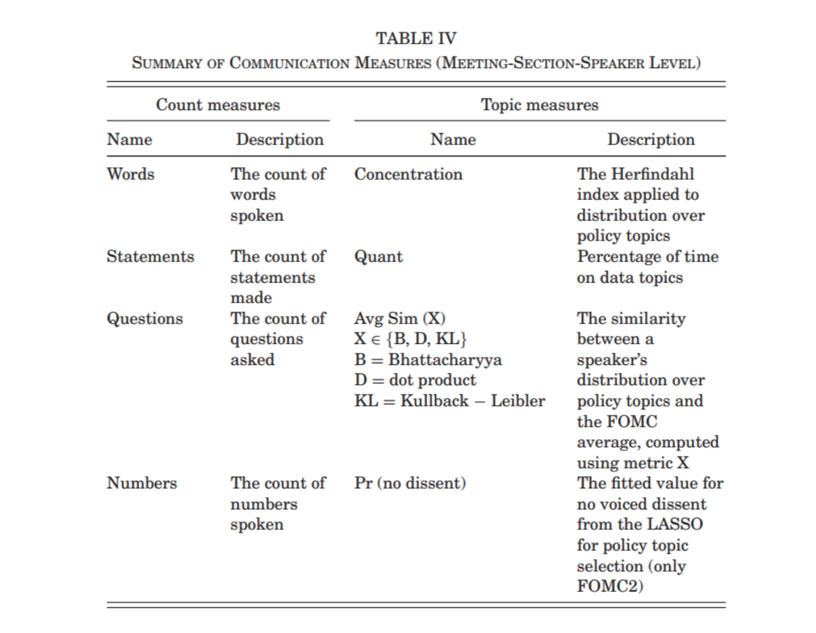 TABLE IV
SUMMARY OF COMMUNICATION MEASURES (MEETING-SECTION-SPEAKER LEVEL)
Count measures Topic measures
Name Description Name Description
Words The count of Concentration The Herfindahl
words index applied to
spoken distribution over
policy topics
Statements The count of Quant Percentage of time
statements on data topics
made
Questions The count of Avg Sim (X) The similarity
questions X ∈ {B, D, KL} between a
asked B = Bhattacharyya speaker's
D = dot product distribution over
KL = Kullback – Leibler policy topics and
the FOMC
average, computed
using metric X
Numbers The count of Pr (no dissent) The fitted value for
numbers no voiced dissent
spoken from the LASSO
for policy topic
selection (only
FOMC2)